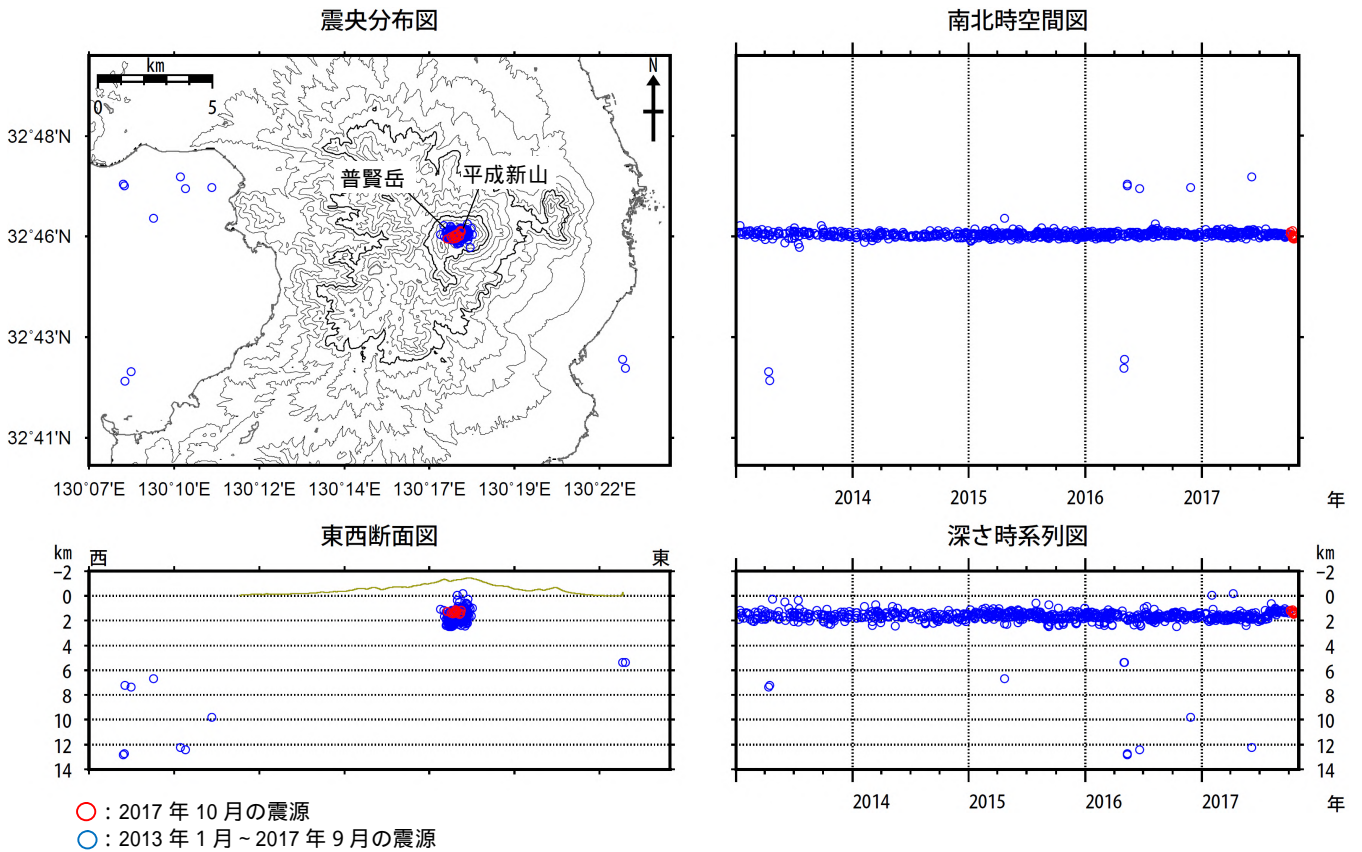 震央分布図
km
0 5
N
32°48'N
32°46'N
32°43'N
32°41'N
普賢岳
平成新山
130°07'E 130°10'E 130°12'E 130°14'E 130°17'E 130°19'E 130°22'E
南北時空間図
2014 2015 2016 2017 年
東西断面図
km 西 東
-2
0
2
4
6
8
10
12
14
深さ時系列図
km
-2
0
2
4
6
8
10
12
14
2014 2015 2016 2017 年
○：2017 年 10 月の震源
○：2013 年 1 月 ~ 2017 年 9 月の震源